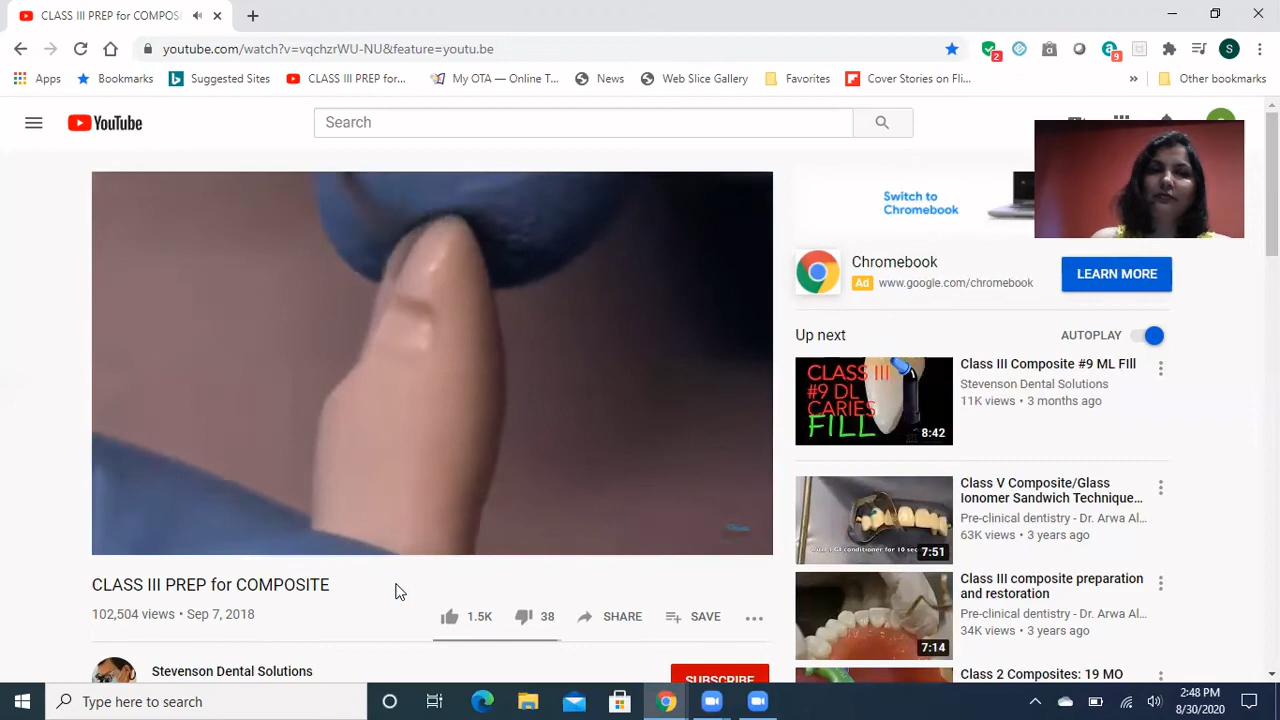 CLASS III PREP for COMPOS
youtube.com/watch?v=vqchzrWU-NU&feature=youtu.be
2
9
S
Apps
Bookmarks
Suggested Sites
CLASS III PREP for...
My OTA — Online T...
News
Web Slice Gallery
Favorites
Cover Stories on Fli...
»
Other bookmarks
YouTube
Search
Switch to
Chromebook
Chromebook
Ad www.google.com/chromebook
LEARN MORE
Up next
AUTOPLAY
CLASS III
#9 DL
CARIES
FILL
8:42
Class III Composite #9 ML FIll
Stevenson Dental Solutions
11K views • 3 months ago
7:51
Class V Composite/Glass
Ionomer Sandwich Technique...
Pre-clinical dentistry - Dr. Arwa Al...
63K views • 3 years ago
7:14
Class III composite preparation
and restoration
Pre-clinical dentistry - Dr. Arwa Al...
34K views • 3 years ago
Class 2 Composites: 19 MO
CLASS III PREP for COMPOSITE
102,504 views • Sep 7, 2018
1.5K
38
SHARE
SAVE
Stevenson Dental Solutions
SUBSCRIBE
Type here to search
2:48 PM
8/30/2020